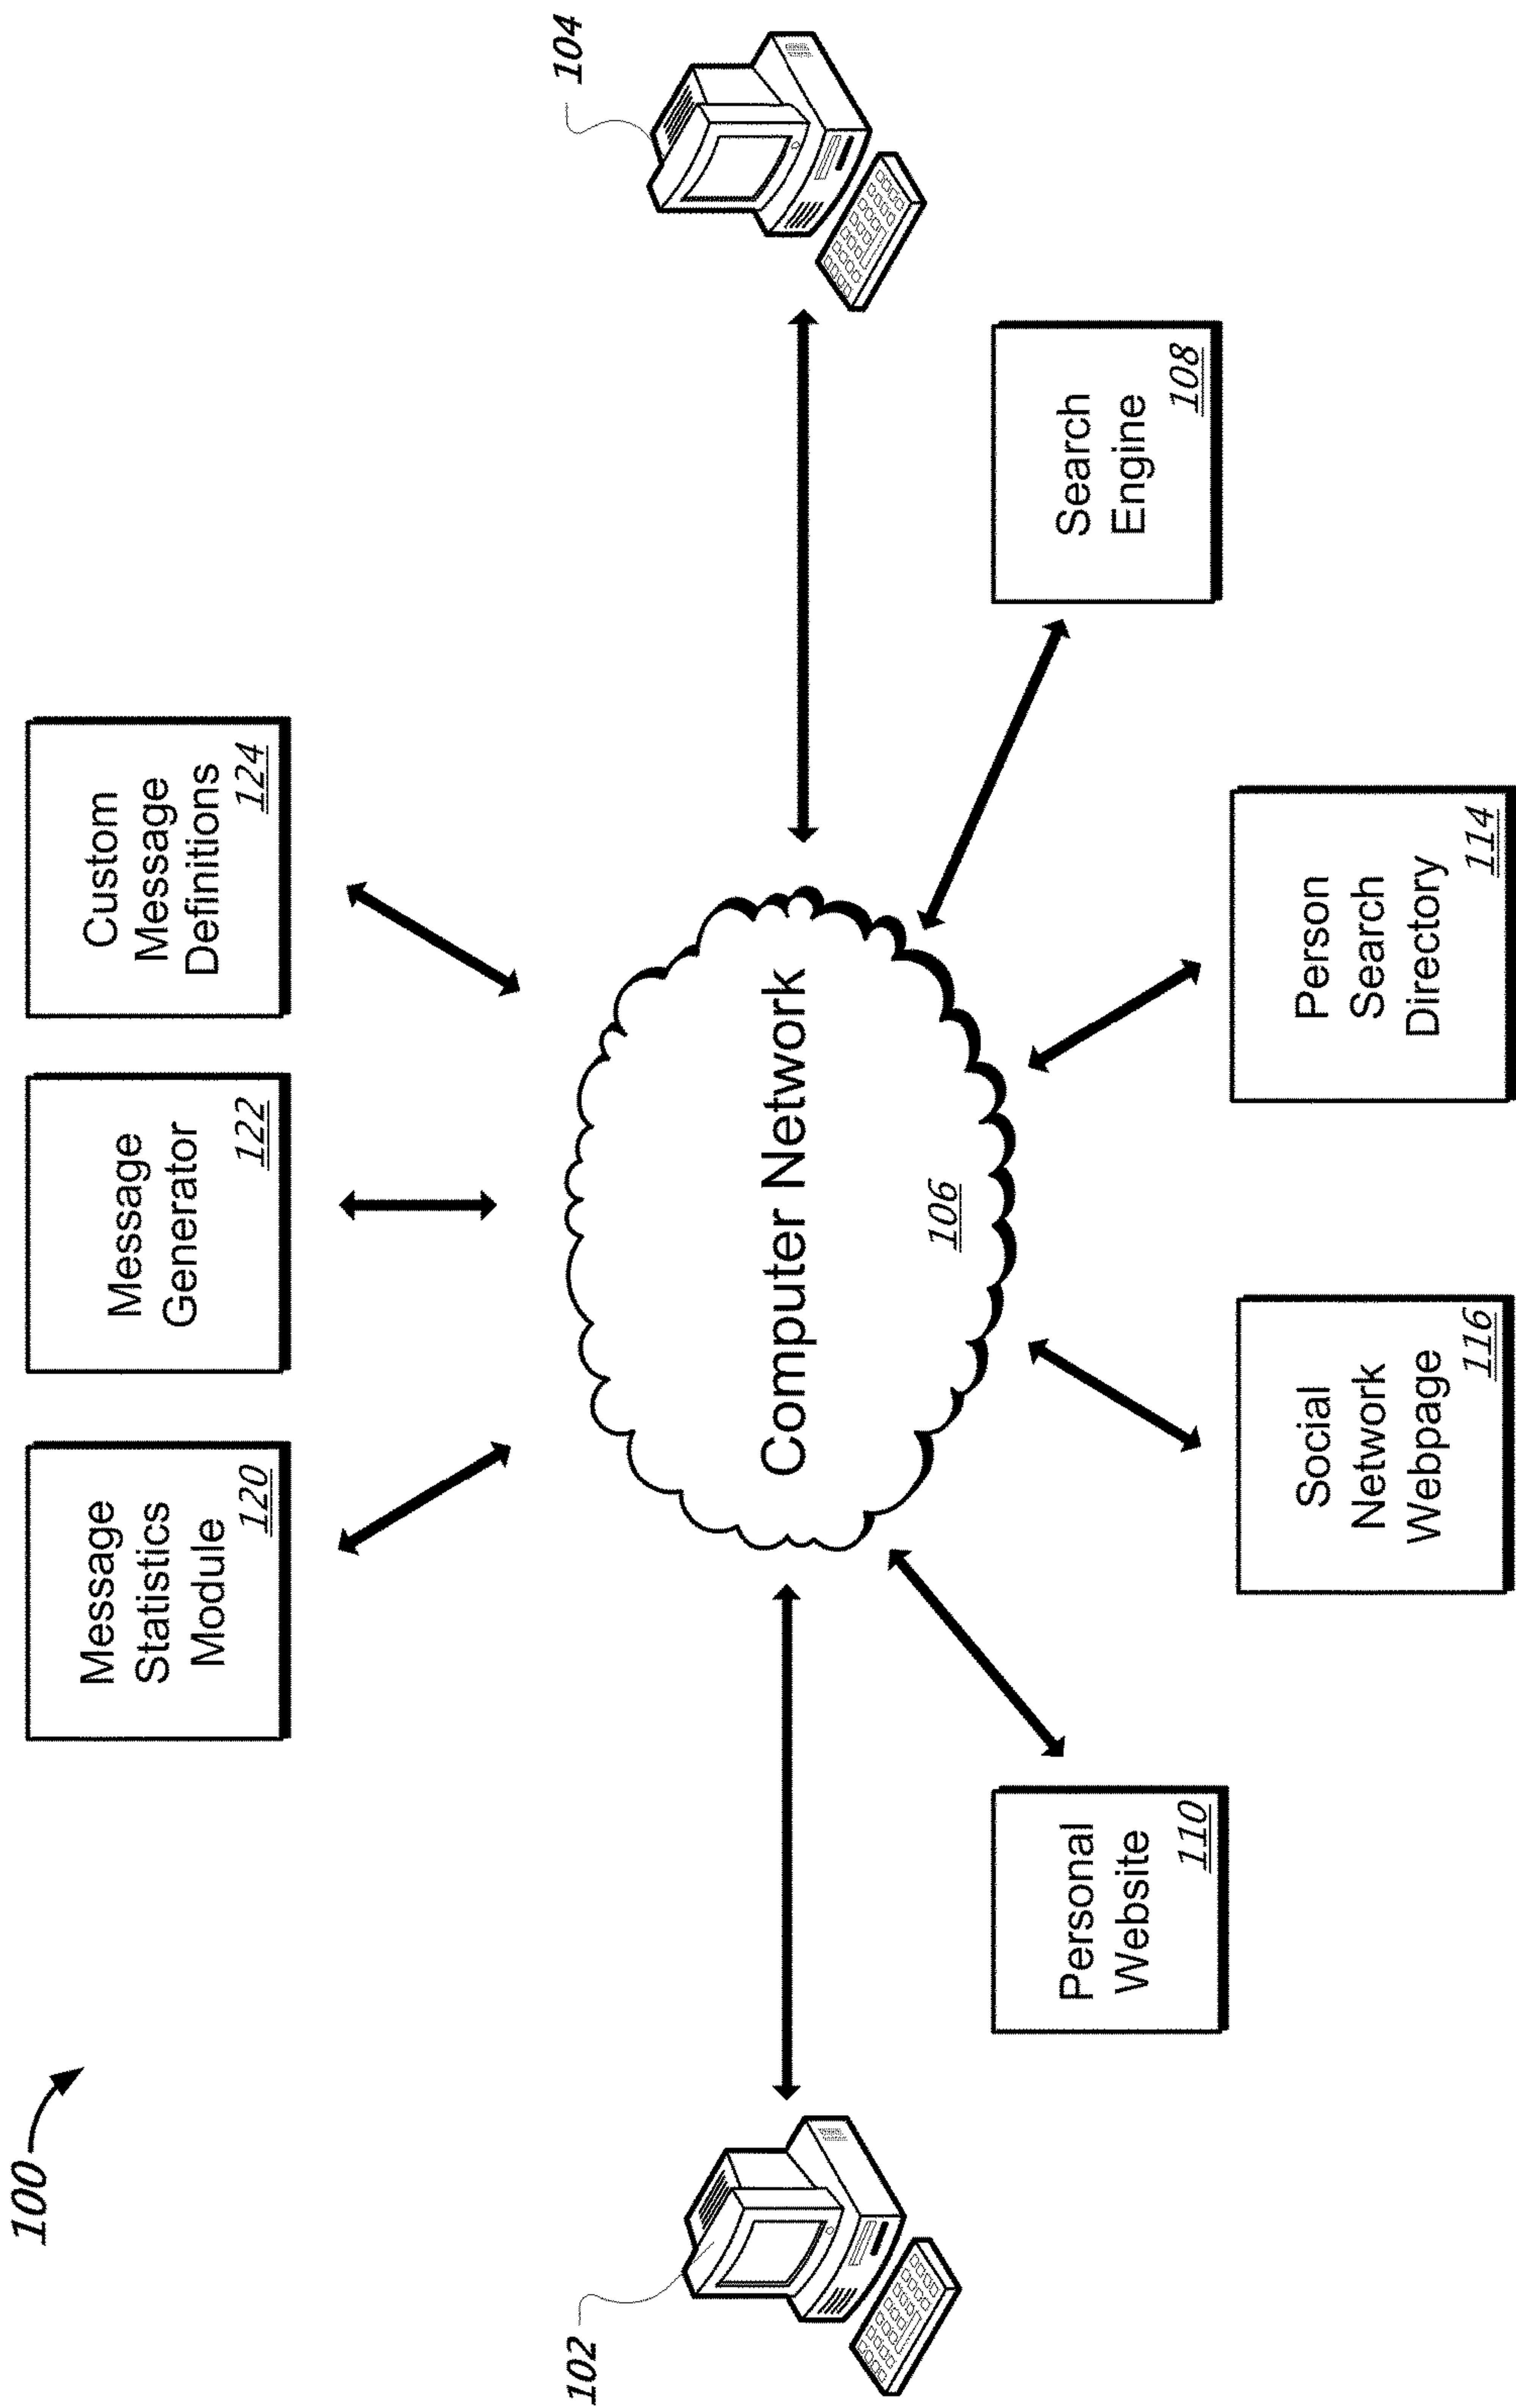 100
Message
Statistics
Module
120
Message
Generator
122
Custom
Message
Definitions
124
102
104
Computer Network
106
Personal
Website
110
Social
Network
Webpage
116
Person
Search
Directory
114
Search
Engine
108